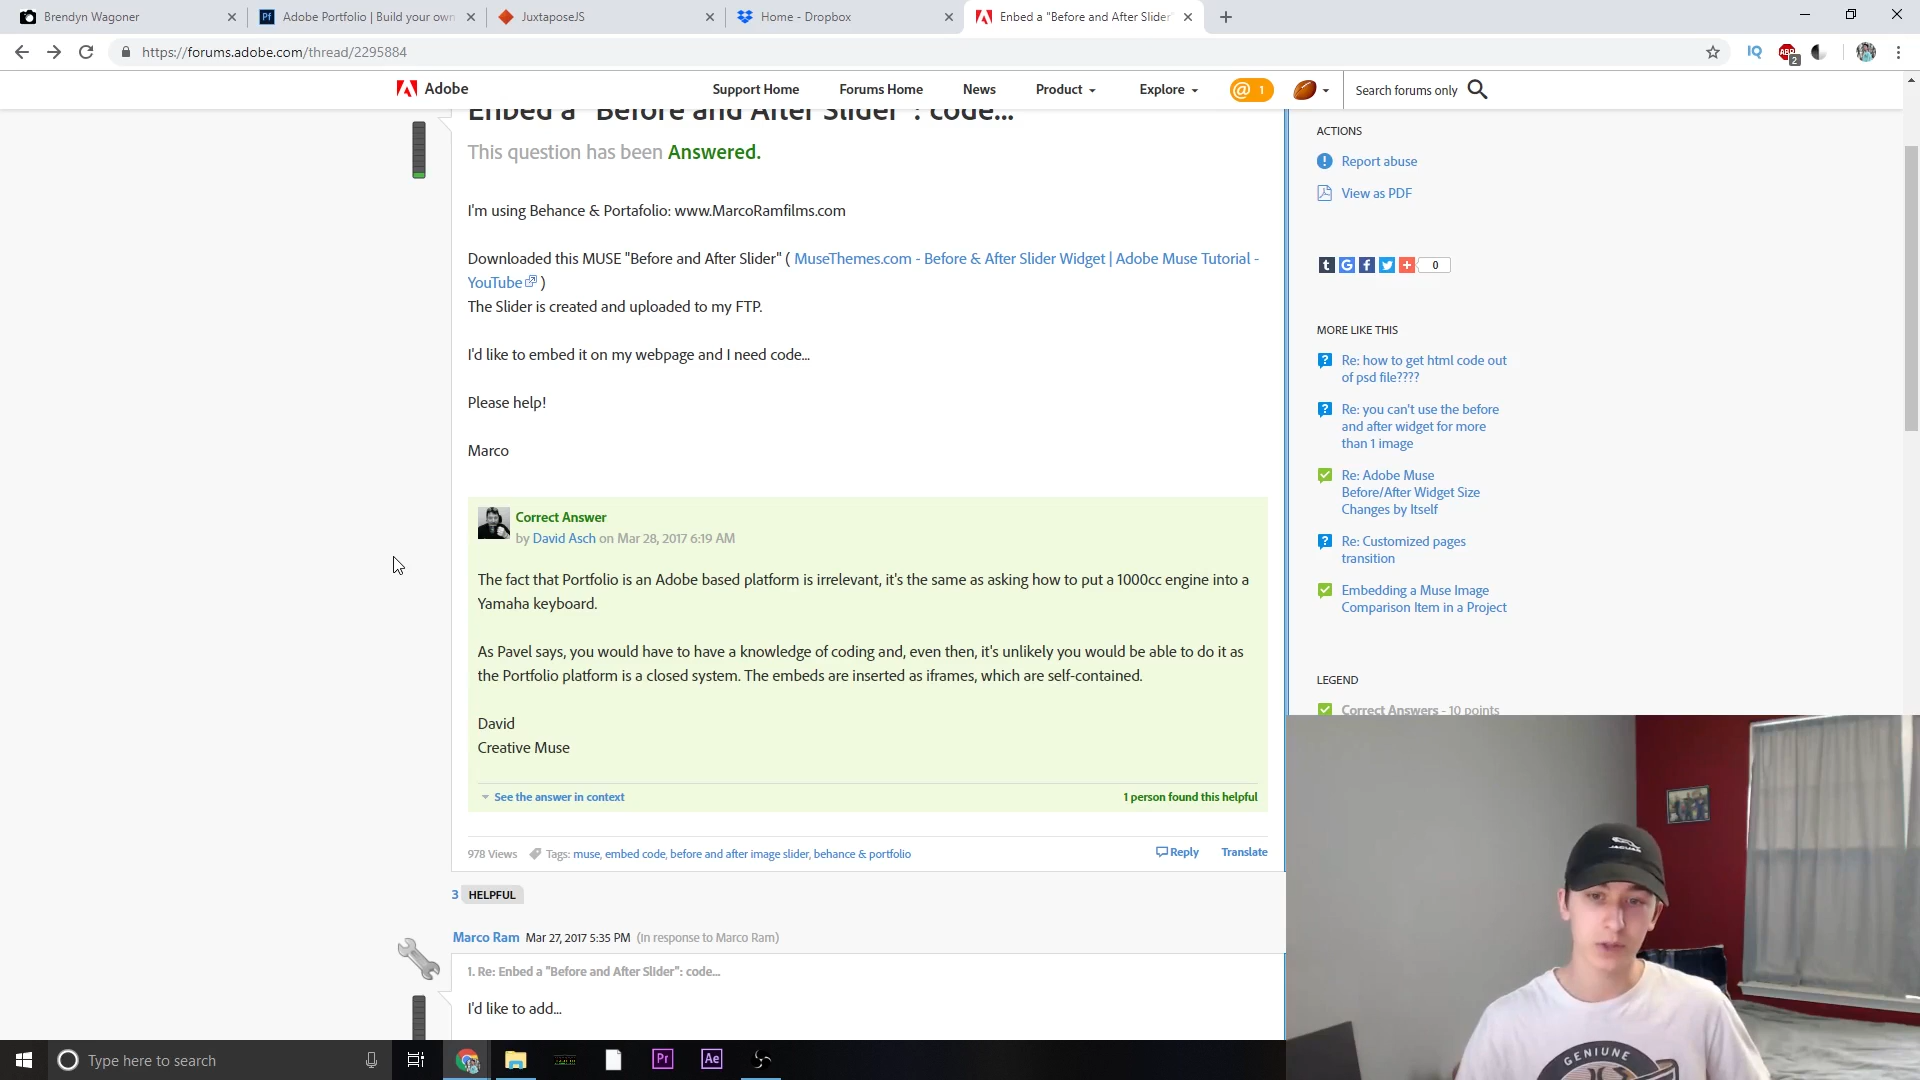 Brendyn Wagoner
Adobe Portfolio | Build your own
JuxtaposeJS
Home - Dropbox
Enbed a "Before and After Slider"
https://forums.adobe.com/thread/2295884
IQ
ABP
2
Adobe
Support Home
Forums Home
News
Product
Explore
@ 1
Search forums only
Enbed a "Before and After Slider": code...
This question has been Answered.
I'm using Behance & Portafolio: www.MarcoRamfilms.com
Downloaded this MUSE "Before and After Slider" ( MuseThemes.com - Before & After Slider Widget | Adobe Muse Tutorial -
YouTube )
The Slider is created and uploaded to my FTP.
I'd like to embed it on my webpage and I need code...
Please help!
Marco
Correct Answer
by David Asch on Mar 28, 2017 6:19 AM
The fact that Portfolio is an Adobe based platform is irrelevant, it's the same as asking how to put a 1000cc engine into a
Yamaha keyboard.
As Pavel says, you would have to have a knowledge of coding and, even then, it's unlikely you would be able to do it as
the Portfolio platform is a closed system. The embeds are inserted as iframes, which are self-contained.
David
Creative Muse
See the answer in context
1 person found this helpful
978 Views
Tags: muse, embed code, before and after image slider, behance & portfolio
Reply
Translate
3 HELPFUL
Marco Ram Mar 27, 2017 5:35 PM (in response to Marco Ram)
1. Re: Enbed a "Before and After Slider": code...
I'd like to add...
ACTIONS
Report abuse
View as PDF
t G f + 0
MORE LIKE THIS
Re: how to get html code out
of psd file????
Re: you can't use the before
and after widget for more
than 1 image
Re: Adobe Muse
Before/After Widget Size
Changes by Itself
Re: Customized pages
transition
Embedding a Muse Image
Comparison Item in a Project
LEGEND
Correct Answers - 10 points
JAGUAR
GENIUNE
Type here to search
Pr
Ae